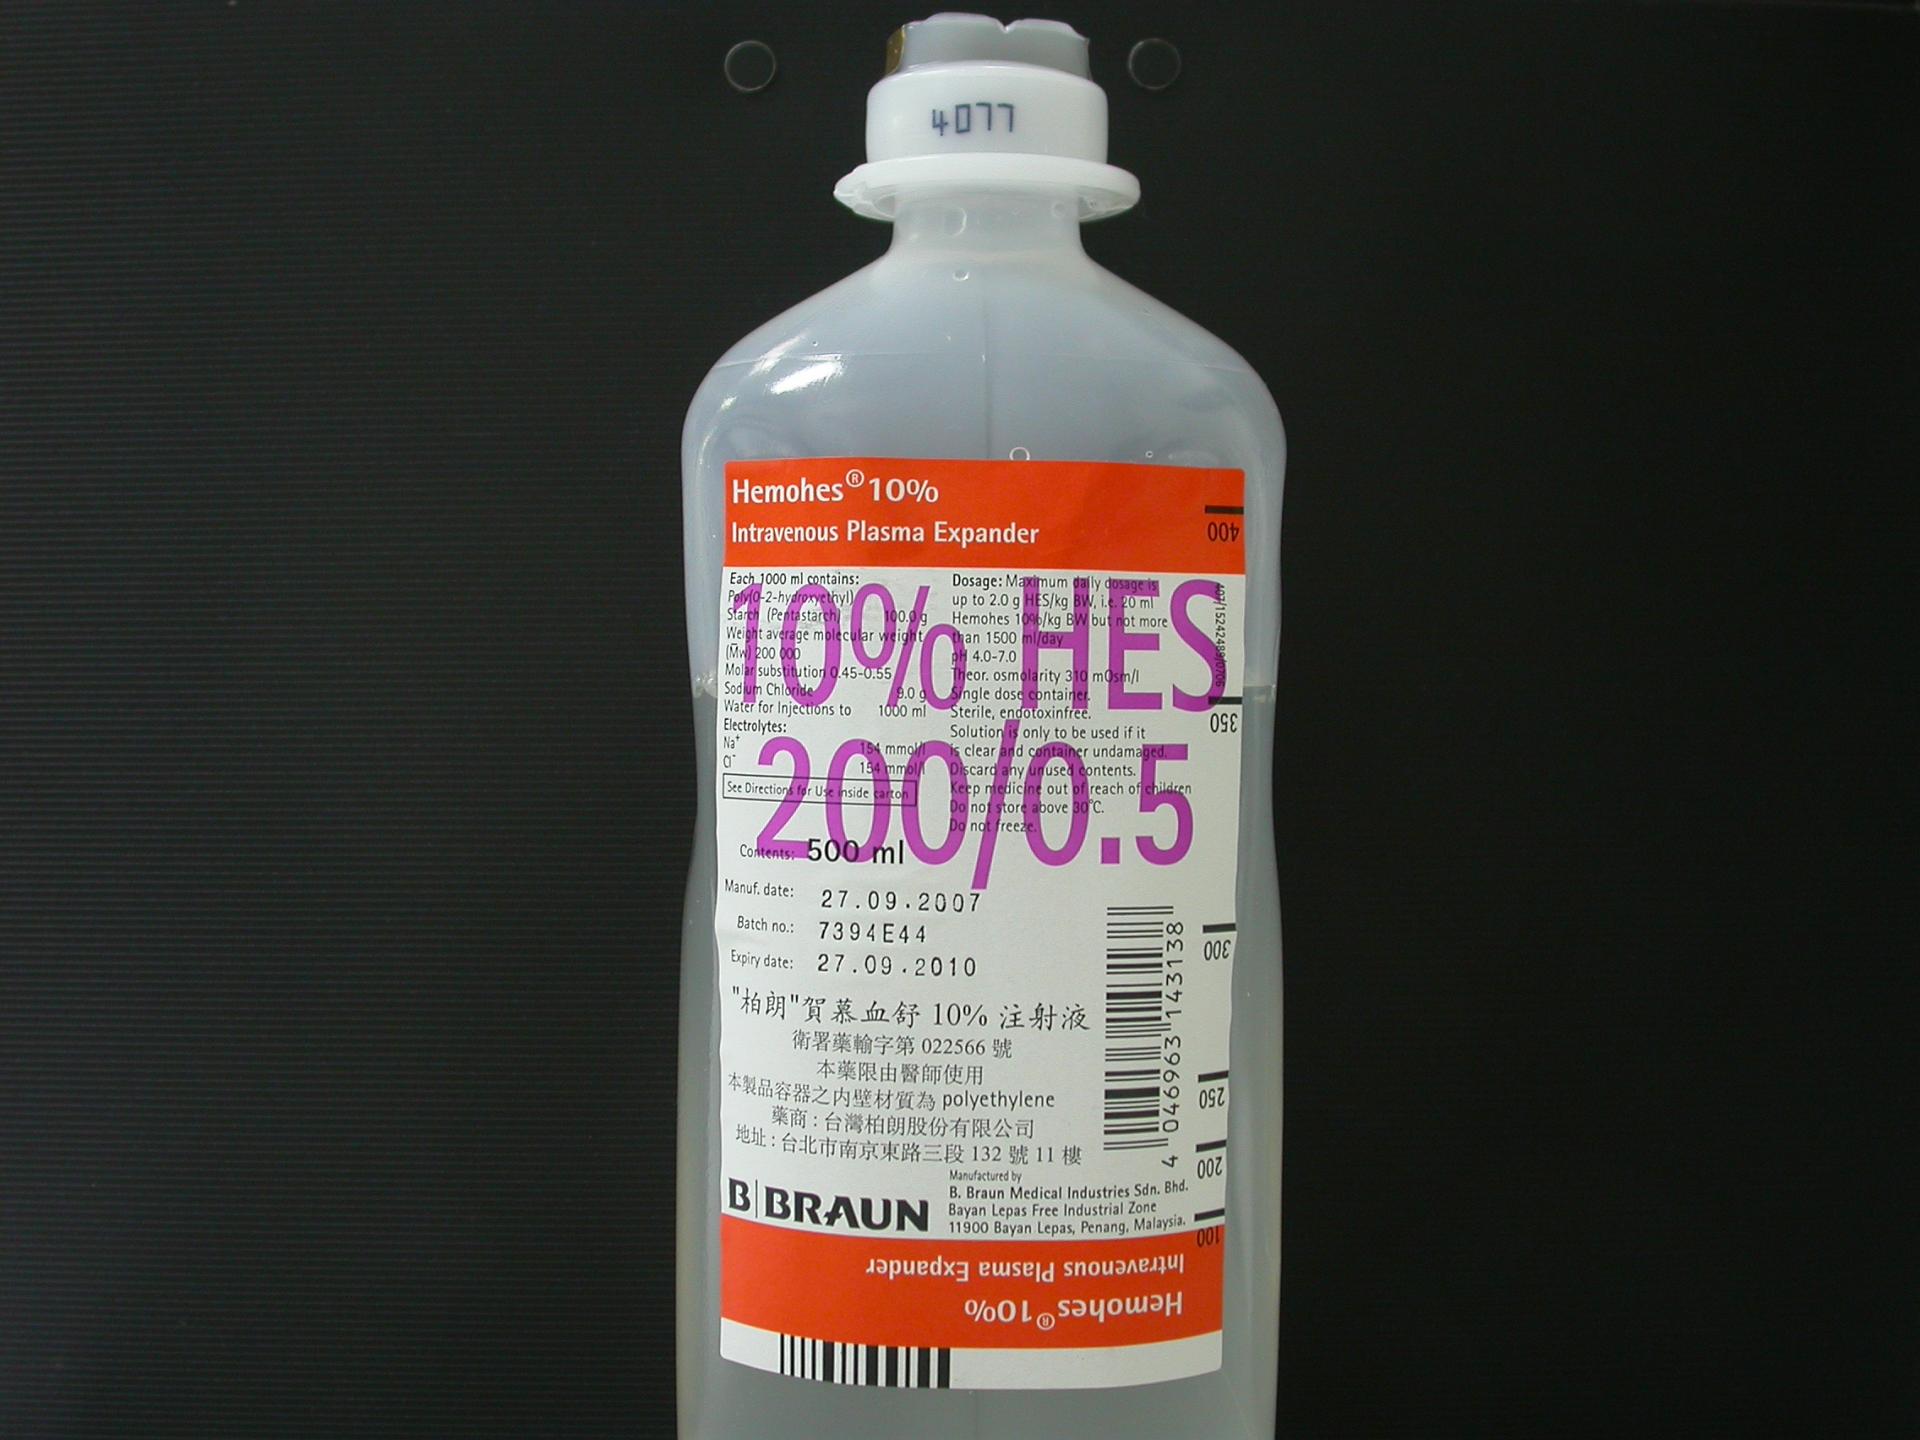 4077
Hemohes® 10%
Intravenous Plasma Expander
10% HES
200/0.5
Each 1000 ml contains:
Poly(O-2-hydroxyethyl)
Starch (Pentastarch) 100.0 g
Weight average molecular weight
(M̄w) 200 000
Molar substitution 0.45-0.55
Sodium Chloride 9.0 g
Water for Injections to 1000 ml
Electrolytes:
Na⁺ 154 mmol/l
Cl⁻ 154 mmol/l
See Directions for Use inside carton
Dosage: Maximum daily dosage is
up to 2.0 g HES/kg BW, i.e. 20 ml
Hemohes 10%/kg BW but not more
than 1500 ml/day
pH 4.0-7.0
Theor. osmolarity 310 mOsm/l
Single dose container.
Sterile, endotoxinfree.
Solution is only to be used if it
is clear and container undamaged.
Discard any unused contents.
Keep medicine out of reach of children
Do not store above 30°C.
Do not freeze.
Contents: 500 ml
Manuf. date: 27.09.2007
Batch no.: 7394E44
Expiry date: 27.09.2010
"柏朗"賀慕血舒 10% 注射液
衛署藥輸字第 022566 號
本藥限由醫師使用
本製品容器之內壁材質為 polyethylene
藥商：台灣柏朗股份有限公司
地址：台北市南京東路三段 132 號 11 樓
B|BRAUN
Manufactured by
B. Braun Medical Industries Sdn. Bhd.
Bayan Lepas Free Industrial Zone
11900 Bayan Lepas, Penang, Malaysia.
4 046963 143138
400
350
300
250
200
100
Hemohes® 10%
Intravenous Plasma Expander